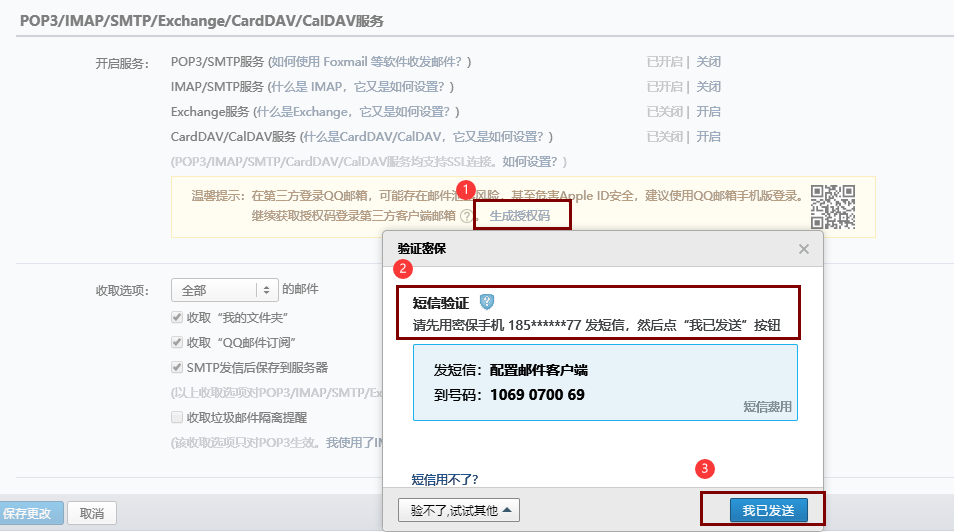 POP3/IMAP/SMTP/Exchange/CardDAV/CalDAV服务
开启服务：
POP3/SMTP服务 (如何使用 Foxmail 等软件收发邮件？)
已开启 | 关闭
IMAP/SMTP服务 (什么是 IMAP，它又是如何设置？)
已开启 | 关闭
Exchange服务 (什么是Exchange，它又是如何设置？)
已关闭 | 开启
CardDAV/CalDAV服务 (什么是CardDAV/CalDAV，它又是如何设置？)
已关闭 | 开启
(POP3/IMAP/SMTP/CardDAV/CalDAV服务均支持SSL连接。如何设置？)
温馨提示：在第三方登录QQ邮箱，可能存在邮件泄 风险，甚至危害Apple ID安全，建议使用QQ邮箱手机版登录。
1
继续获取授权码登录第三方客户端邮箱 ? 。 生成授权码
验证密保
2
短信验证 ?
请先用密保手机 185******77 发短信，然后点“我已发送”按钮
发短信：配置邮件客户端
到号码：1069 0700 69
短信费用
短信用不了？
3
验不了,试试其他
我已发送
收取选项：
全部 的邮件
收取“我的文件夹”
收取“QQ邮件订阅”
SMTP发信后保存到服务器
(以上收取选项对POP3/IMAP/SMTP/Ex
收取垃圾邮件隔离提醒
(该收取选项只对POP3生效。我使用了IM
保存更改
取消